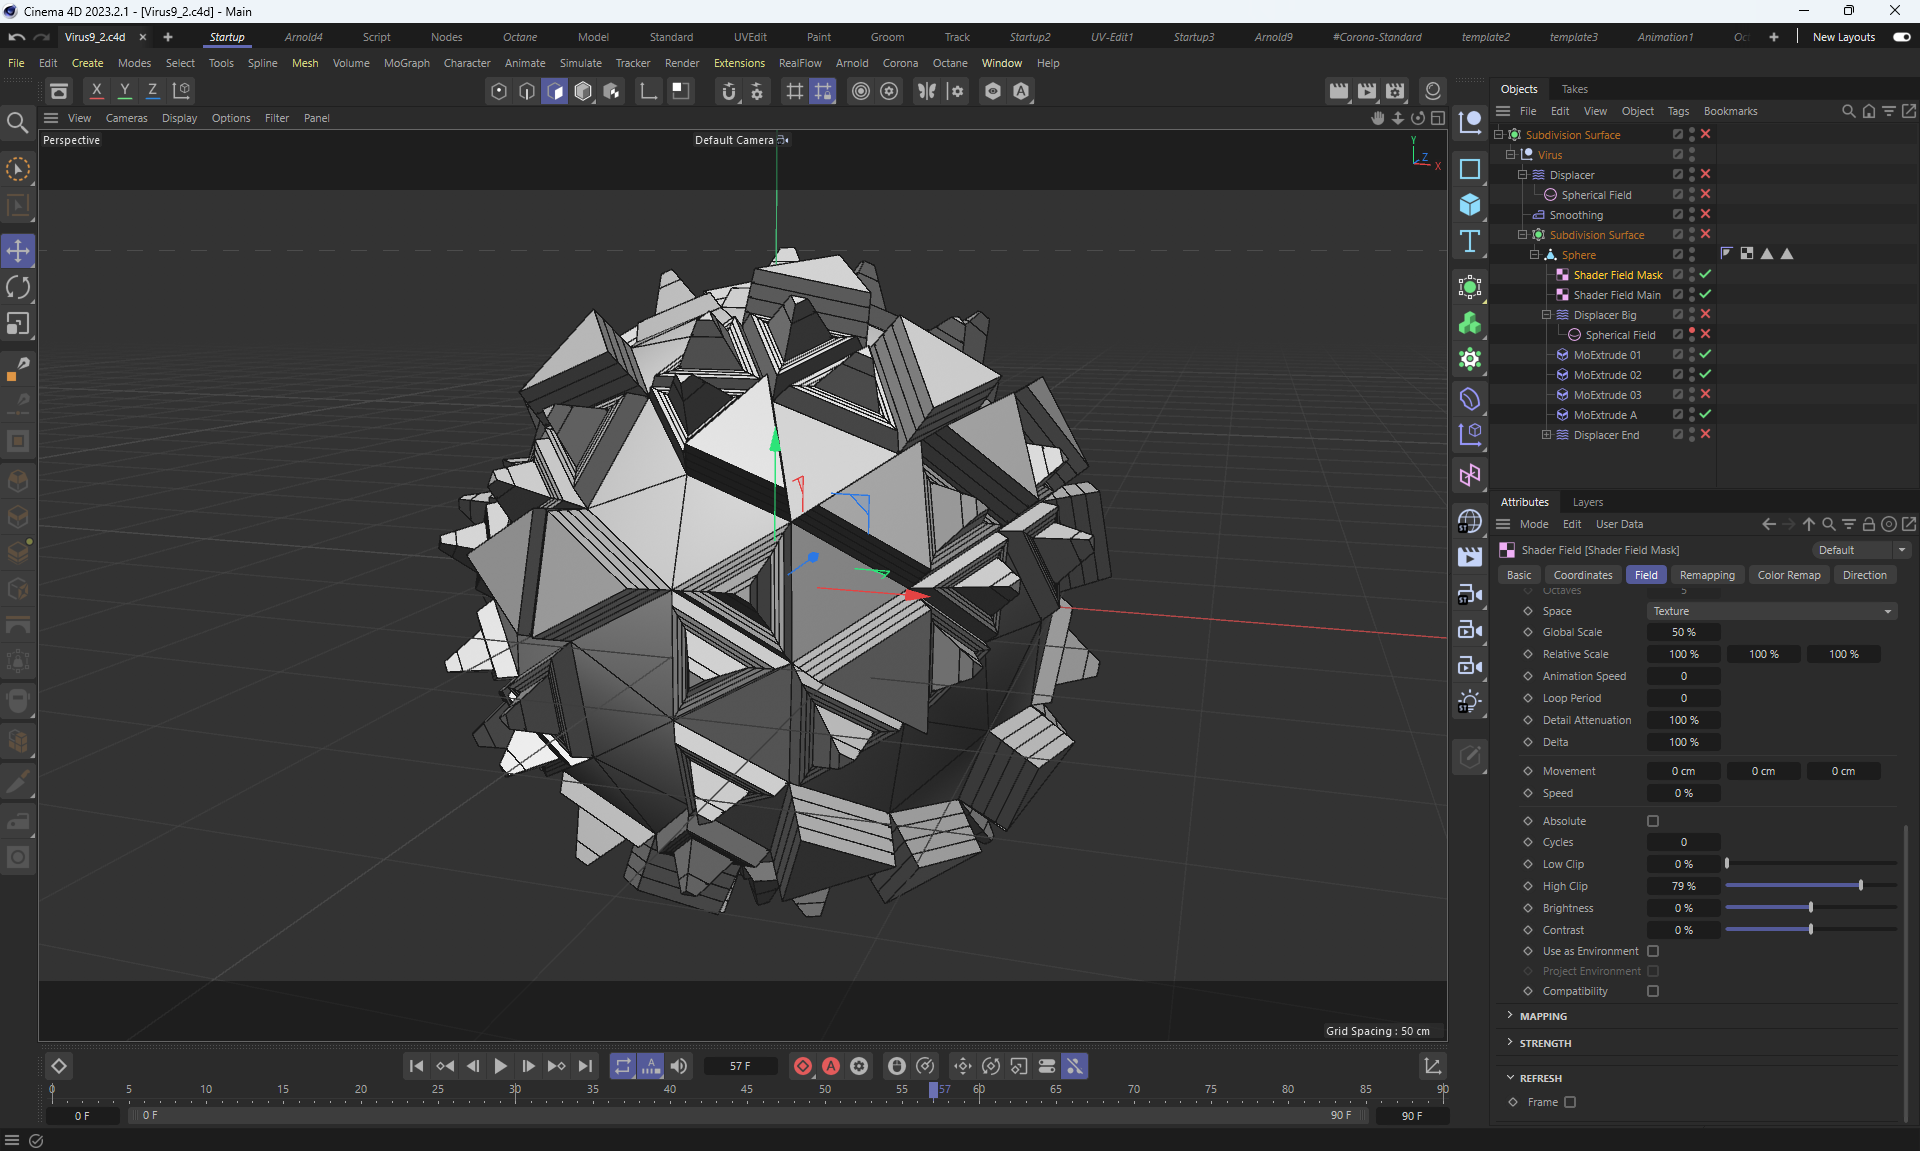 Cinema 4D 2023.2.1 - [Virus9_2.c4d] - Main
Virus9_2.c4d × + Startup Arnold4 Script Nodes Octane Model Standard UVEdit Paint Groom Track Startup2 UV-Edit1 Startup3 Arnold9 #Corona-Standard template2 template3 Animation1 Oc + New Layouts
File Edit Create Modes Select Tools Spline Mesh Volume MoGraph Character Animate Simulate Tracker Render Extensions RealFlow Arnold Corona Octane Window Help
X Y Z
View Cameras Display Options Filter Panel
Perspective
Default Camera
Y
Z
X
Grid Spacing : 50 cm
Objects Takes
File Edit View Object Tags Bookmarks
Subdivision Surface
Virus
Displacer
Spherical Field
Smoothing
Subdivision Surface
Sphere
Shader Field Mask
Shader Field Main
Displacer Big
Spherical Field
MoExtrude 01
MoExtrude 02
MoExtrude 03
MoExtrude A
Displacer End
Attributes Layers
Mode Edit User Data
Shader Field [Shader Field Mask] Default
Basic Coordinates Field Remapping Color Remap Direction
Octaves 5
Space Texture
Global Scale 50 %
Relative Scale 100 % 100 % 100 %
Animation Speed 0
Loop Period 0
Detail Attenuation 100 %
Delta 100 %
Movement 0 cm 0 cm 0 cm
Speed 0 %
Absolute
Cycles 0
Low Clip 0 %
High Clip 79 %
Brightness 0 %
Contrast 0 %
Use as Environment
Project Environment
Compatibility
MAPPING
STRENGTH
REFRESH
Frame
57 F
0 5 10 15 20 25 30 35 40 45 50 55 57 60 65 70 75 80 85 90
0 F 0 F 90 F 90 F